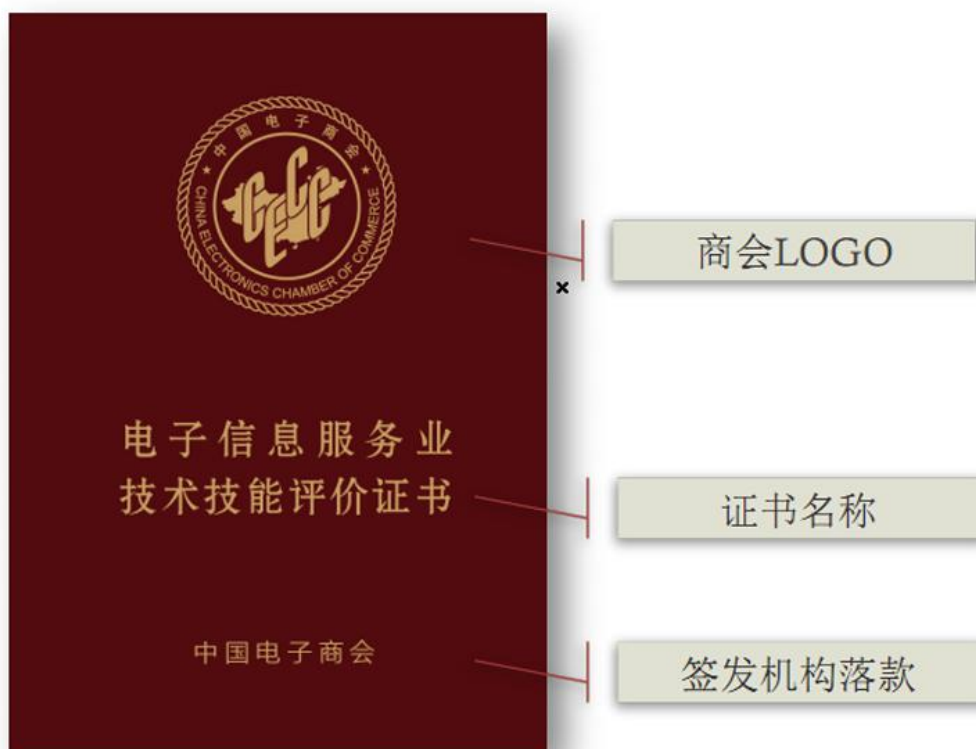 中国电子商会
CECC
CHINA ELECTRONICS CHAMBER OF COMMERCE
商会LOGO
电子信息服务业
技术技能评价证书
证书名称
中国电子商会
签发机构落款